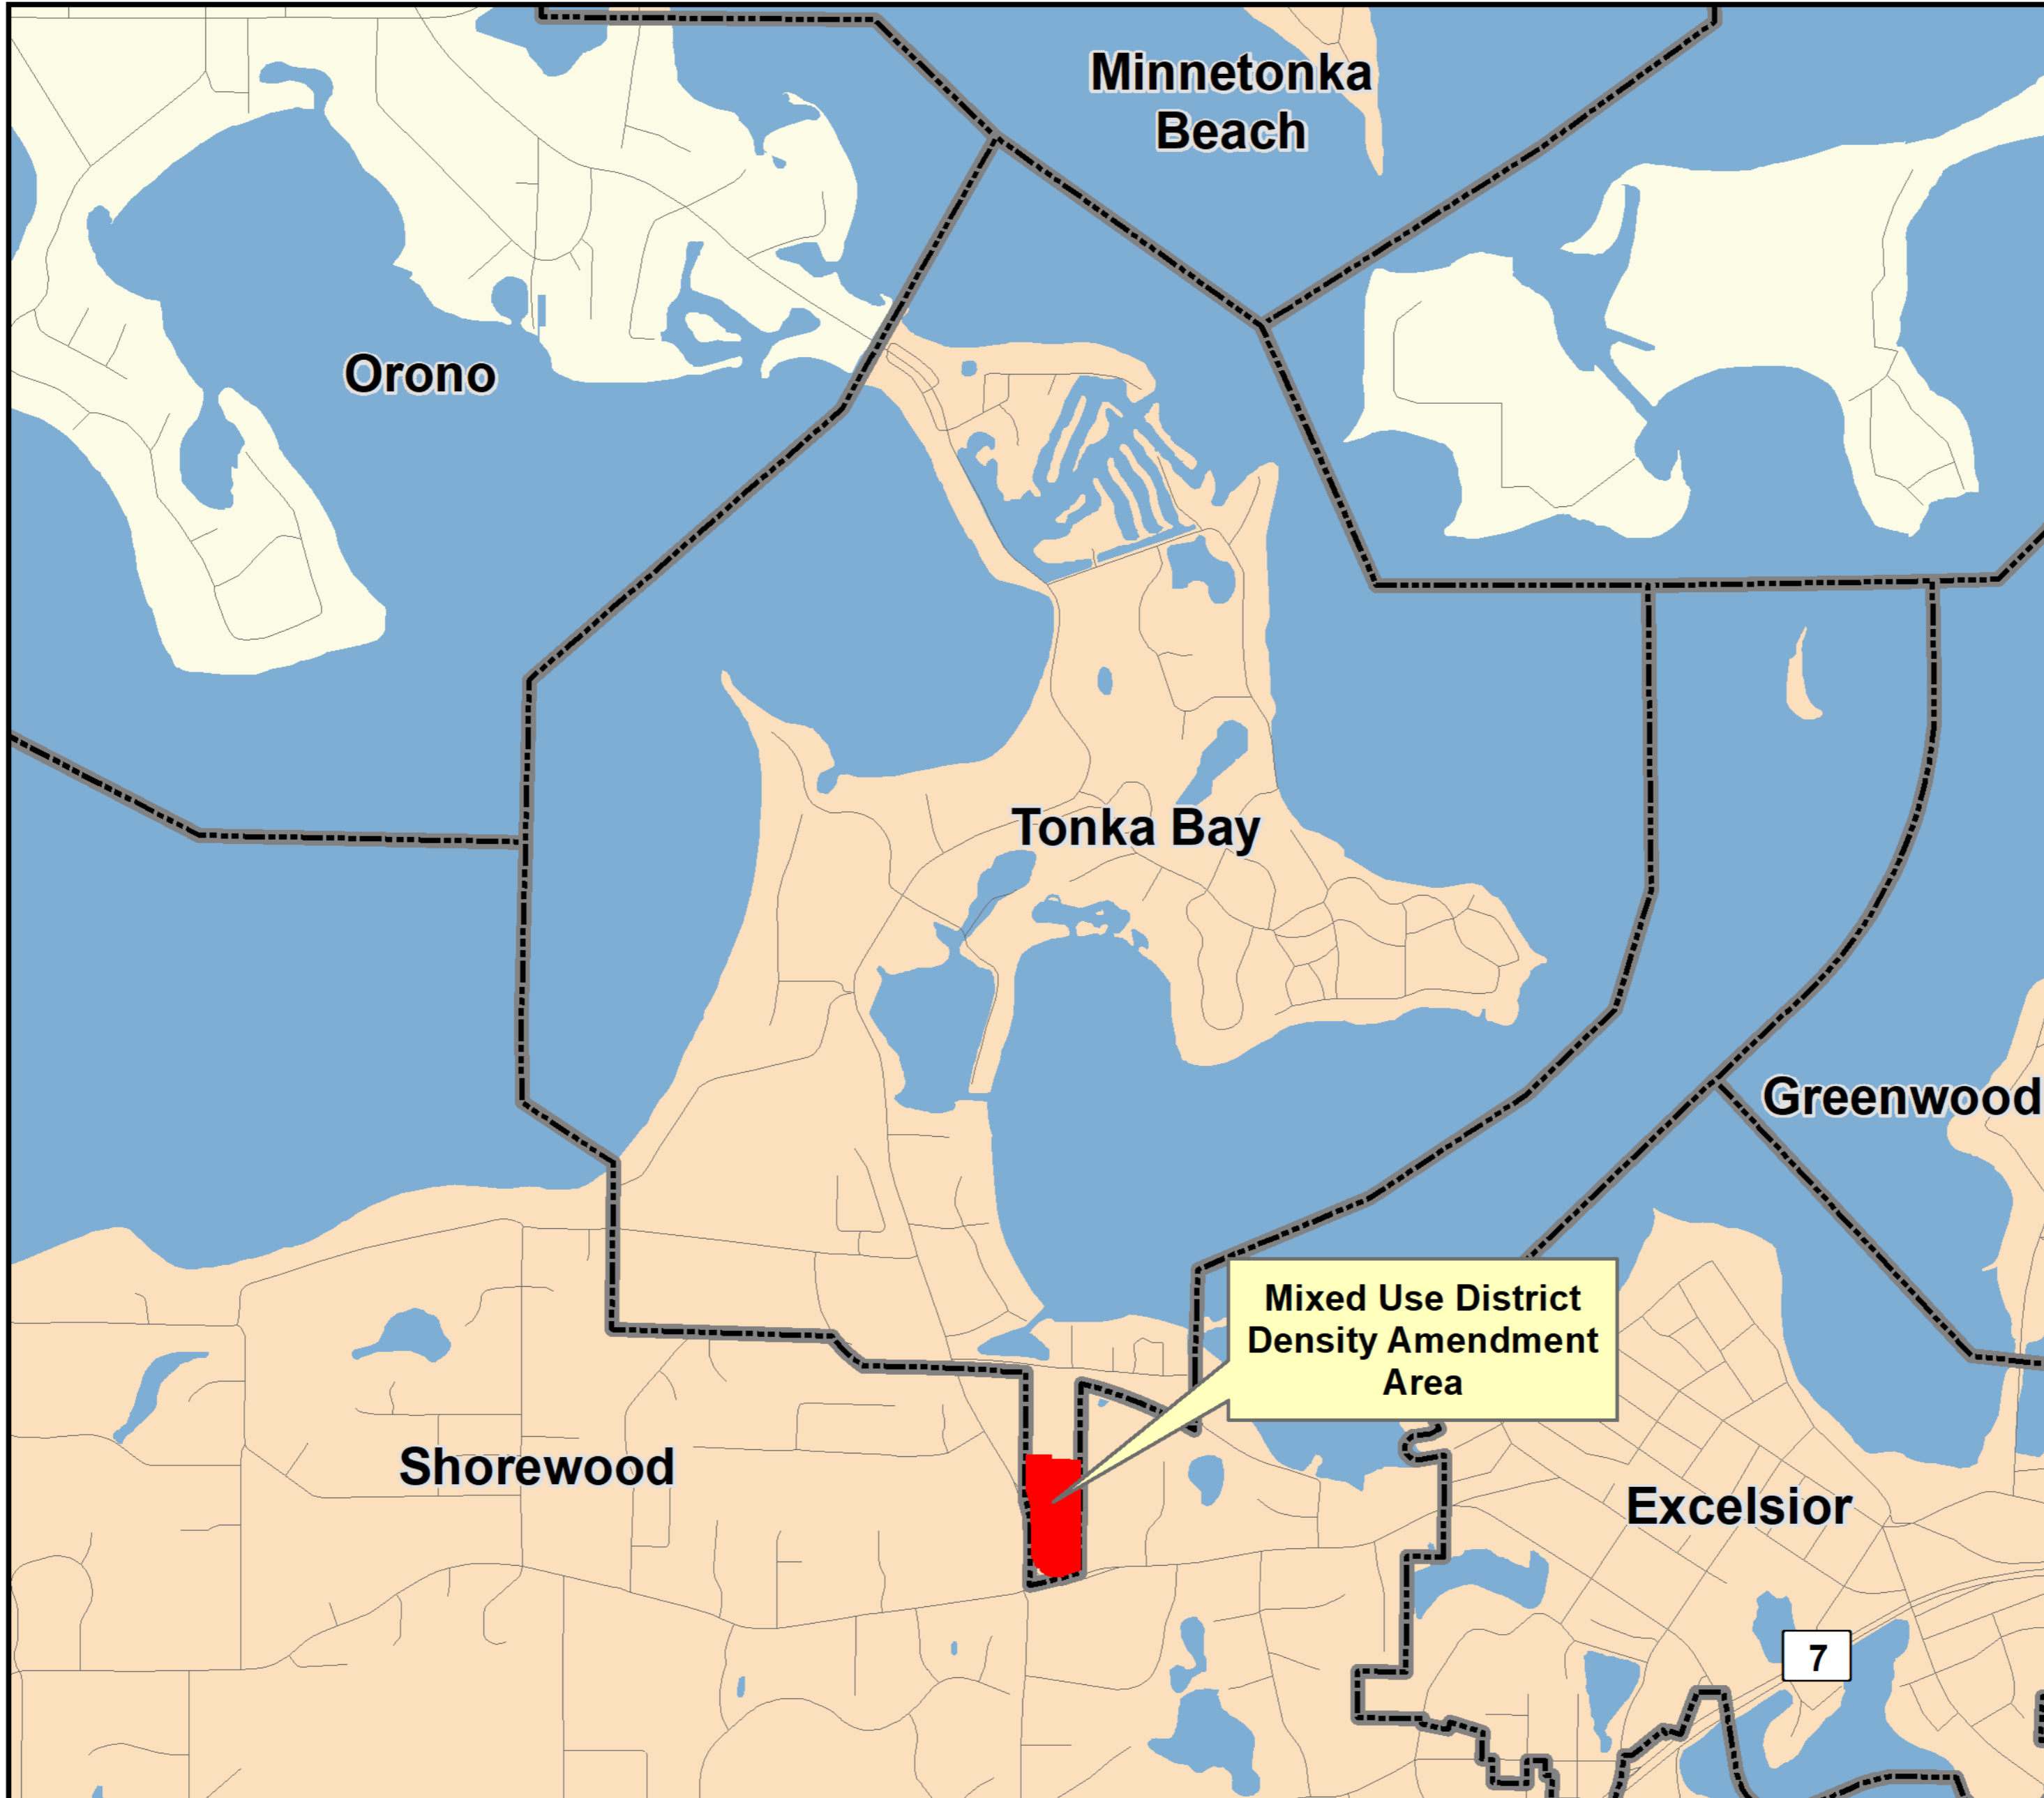 Minnetonka
Beach
Orono
Tonka Bay
Greenwood
Mixed Use District
Density Amendment
Area
Shorewood
Excelsior
7